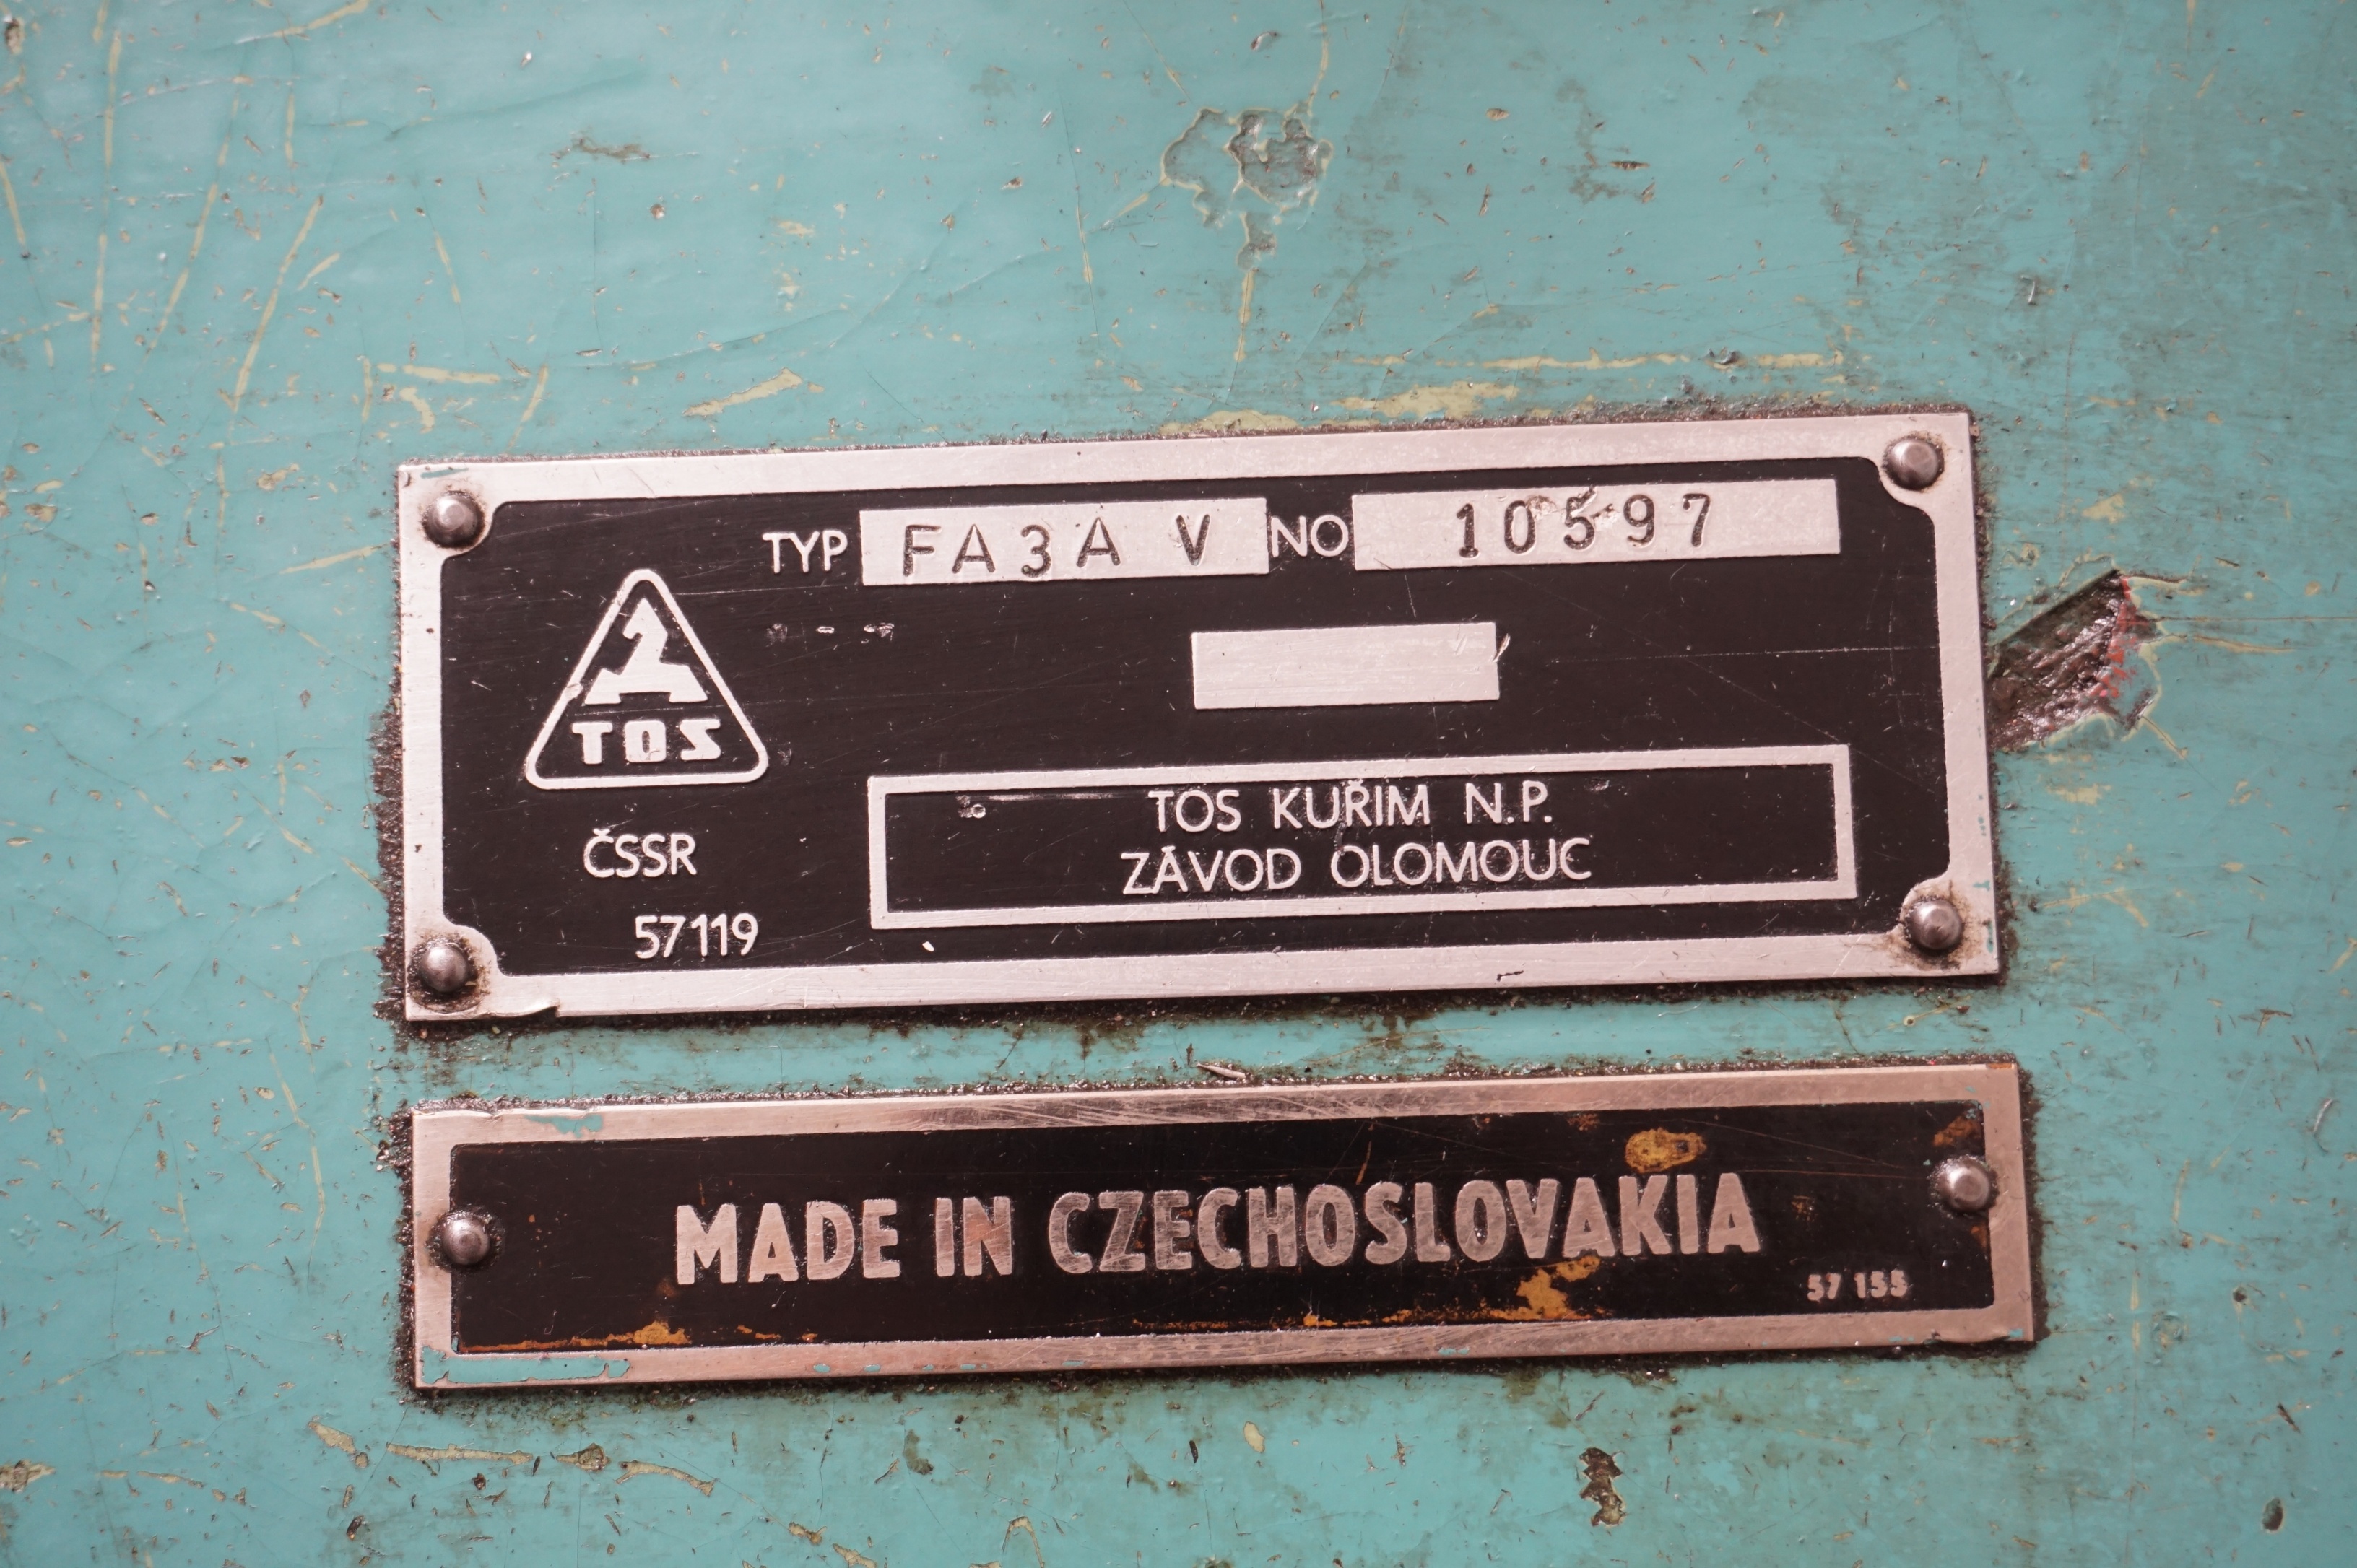 TYP FA3A V NO 10597
TOS
TOS KUŘIM N.P.
ČSSR
ZÁVOD OLOMOUC
57119
MADE IN CZECHOSLOVAKIA
57 155